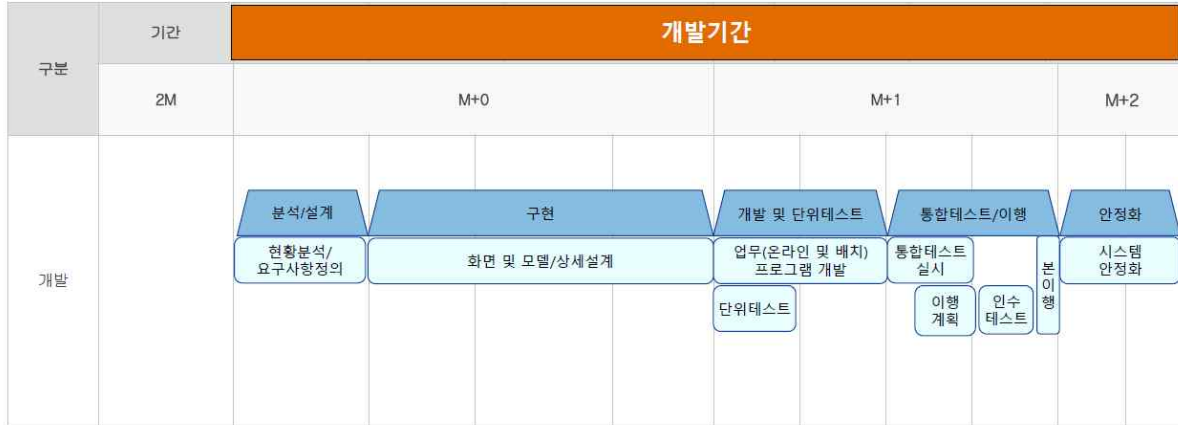 구분
기간
개발기간
2M
M+0
M+1
M+2
개발
분석/설계
구현
개발 및 단위테스트
통합테스트/이행
안정화
현황분석/
요구사항정의
화면 및 모델/상세설계
업무(온라인 및 배치)
프로그램 개발
통합테스트
실시
본
이
행
시스템
안정화
단위테스트
이행
계획
인수
테스트